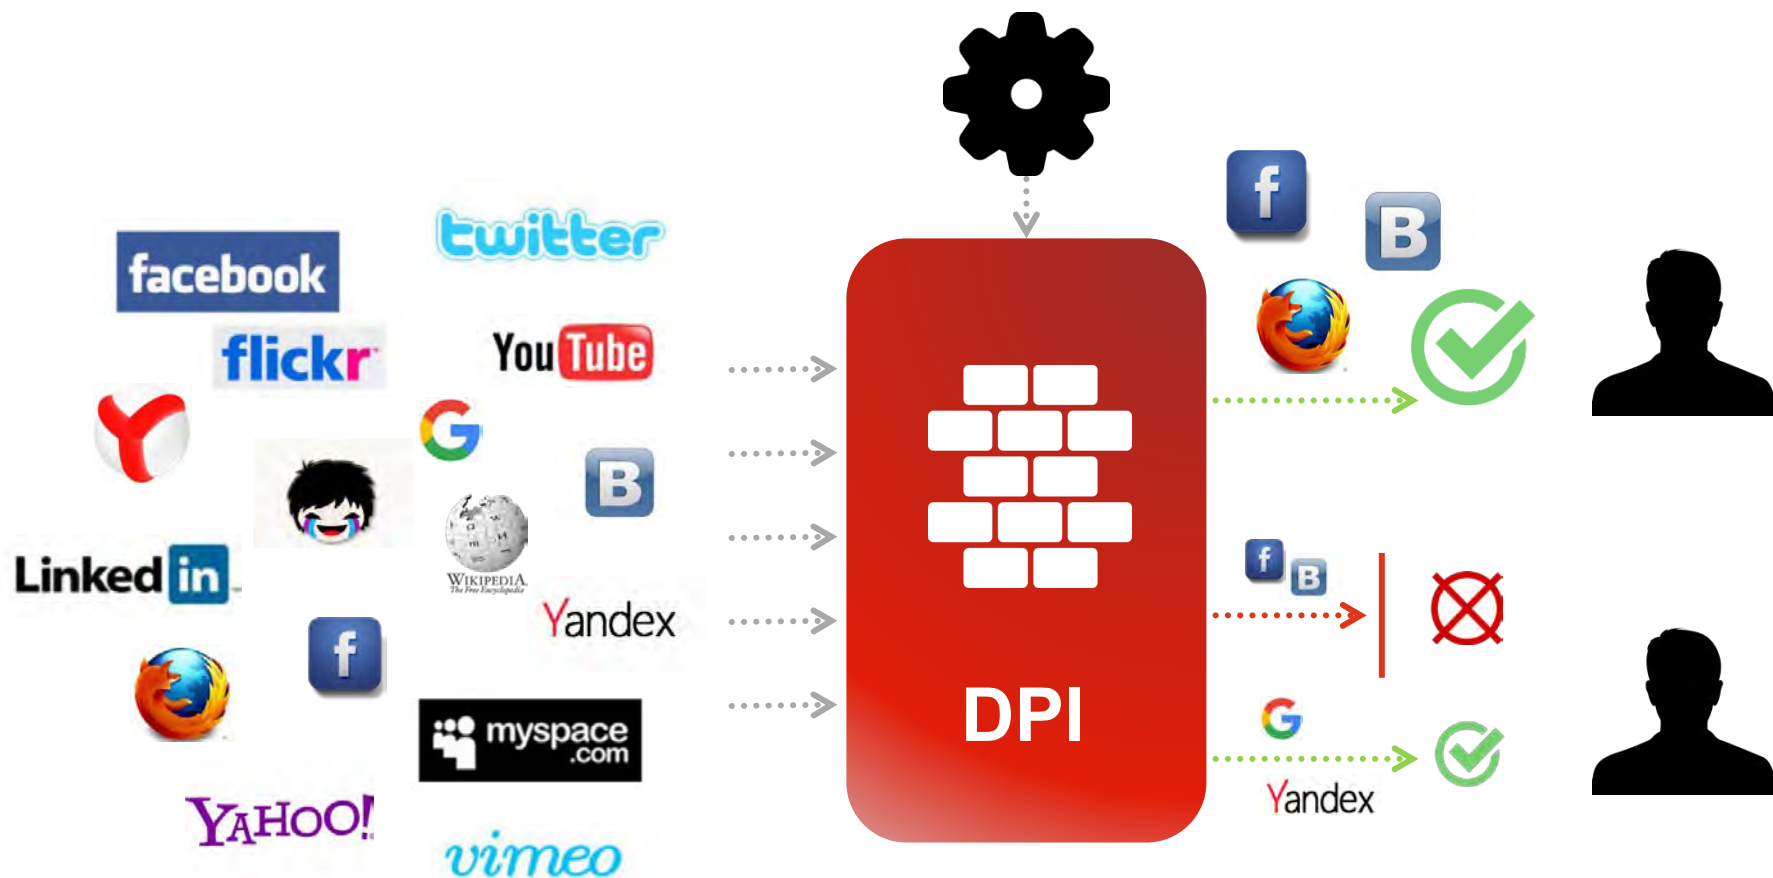 twitter
facebook
f
B
flickr
You Tube
G
B
WIKIPEDIA
The Free Encyclopedia
Linked in
f
B
Yandex
f
DPI
G
myspace
.com
Yandex
YAHOO!
vimeo